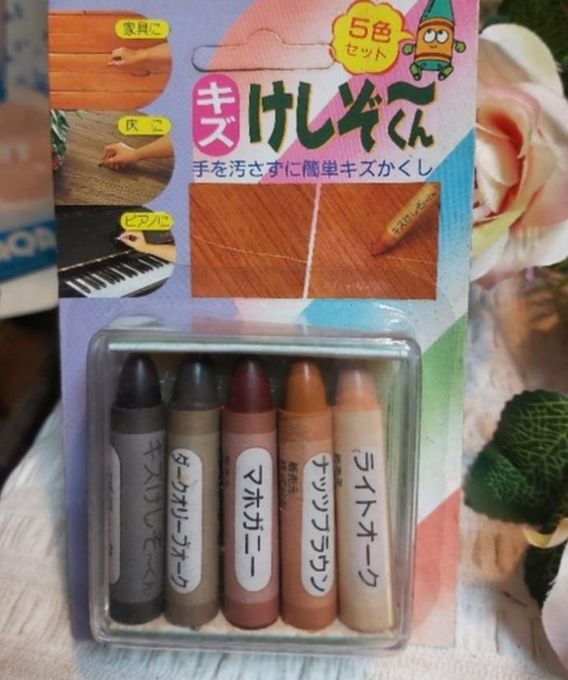 家具に
床に
ピアノに
5色
セット
キズ
けしぞ〜くん
手を汚さずに簡単キズかくし
キズけしぞ〜くん
ダークオリーブオーク
マホガニー
ナッツブラウン
ライトオーク